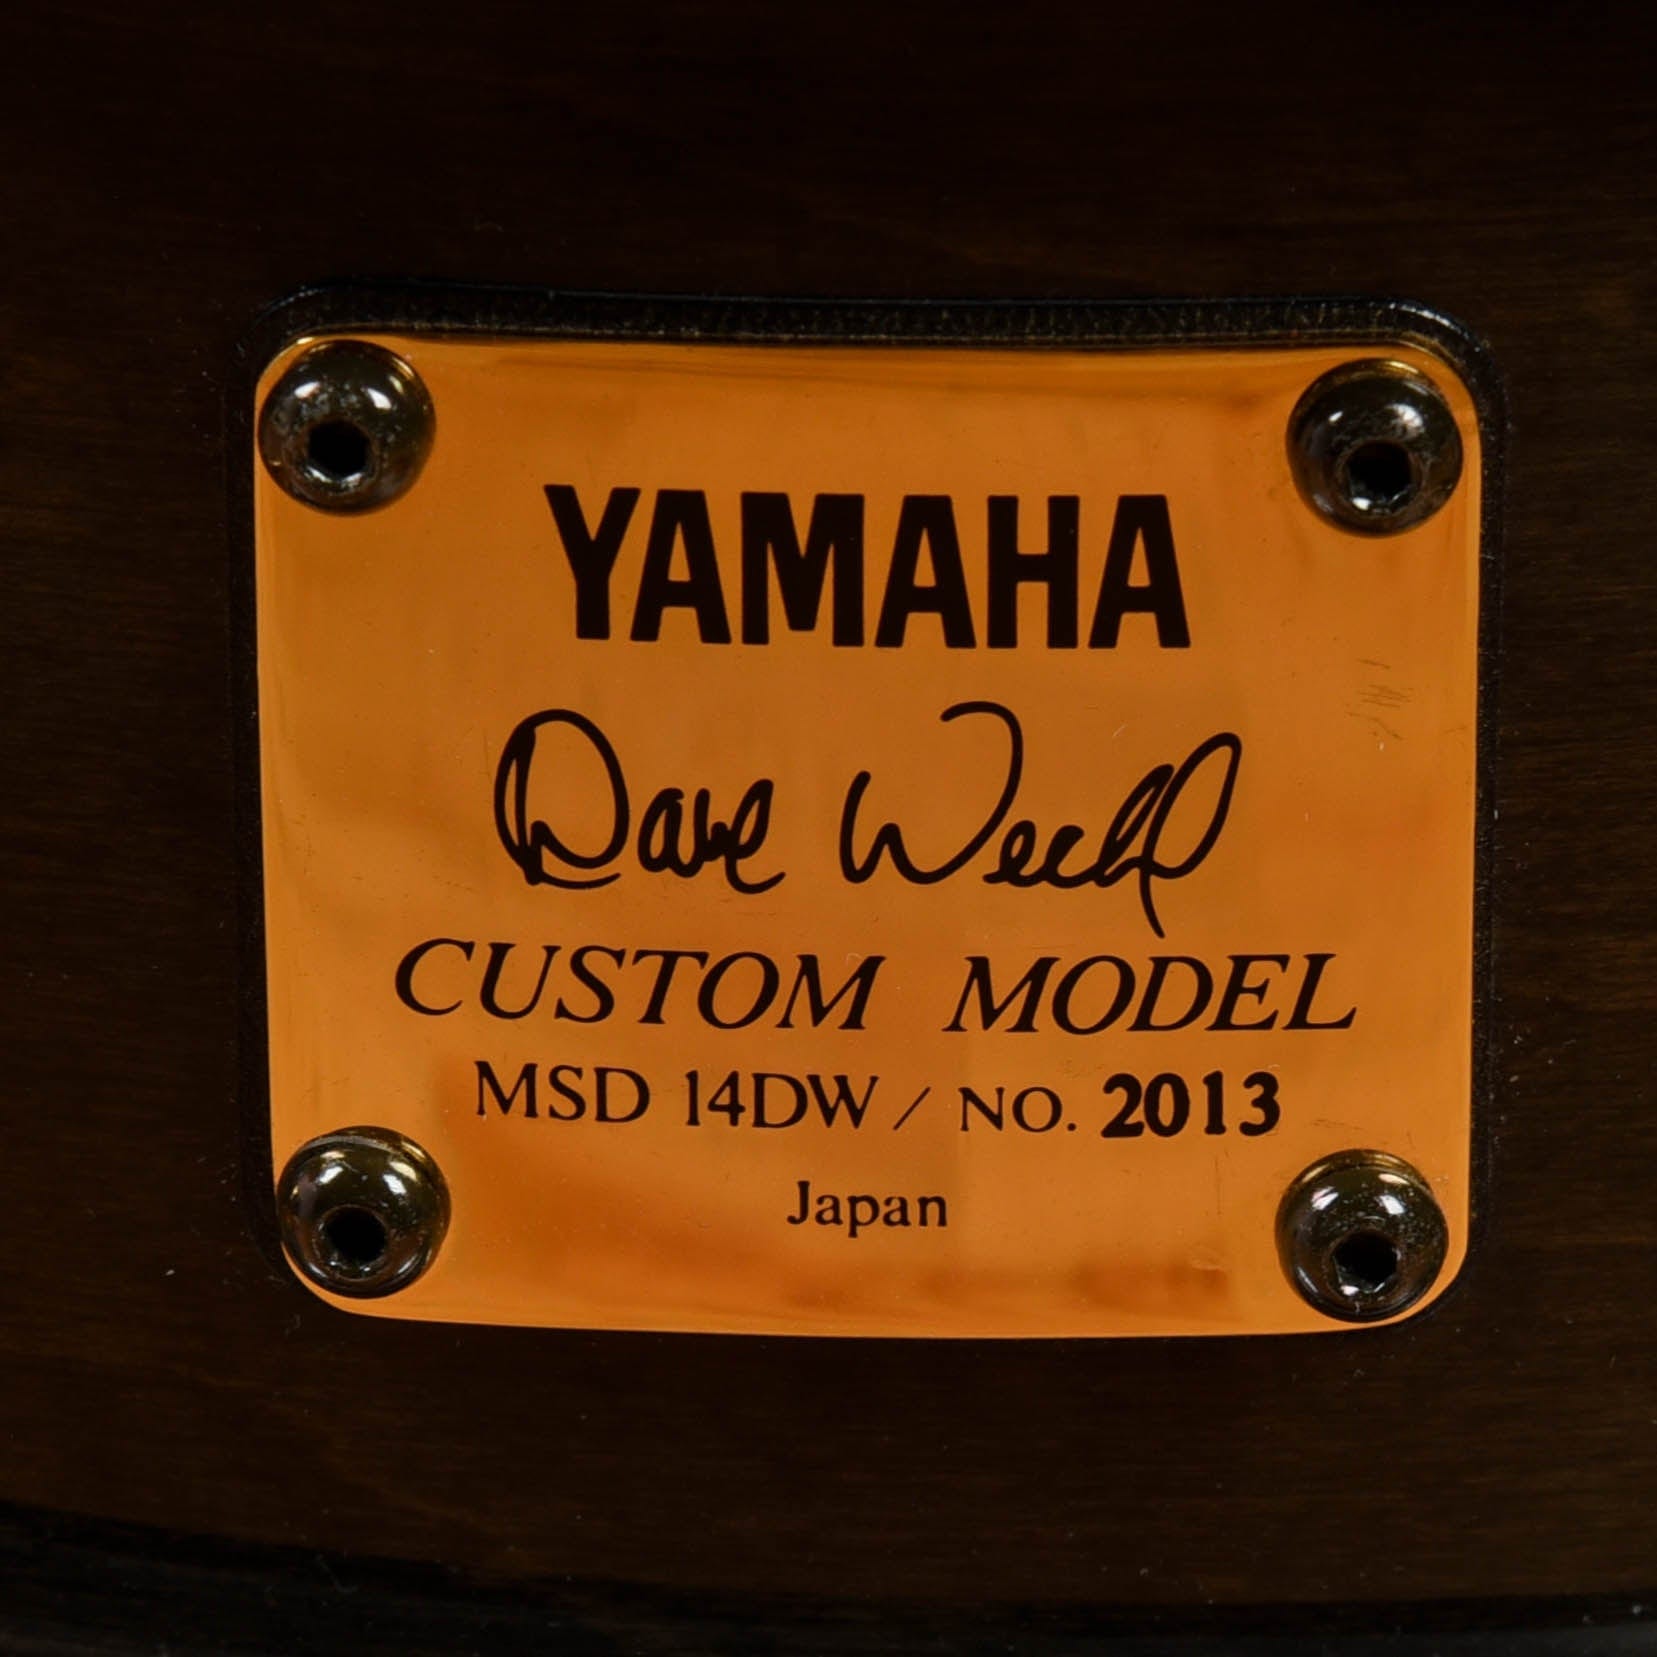 YAMAHA
Dave Weckl
CUSTOM MODEL
MSD 14DW / NO. 2013
Japan